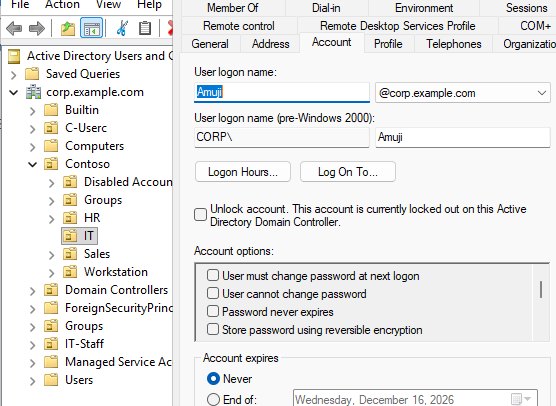 File Action View
Active Directory Users and C
Saved Queries
corp.example.com
Builtin
C-Userc
Computers
Contoso
Disabled Accoun
Groups
HR
IT
Sales
Workstation
Domain Controllers
ForeignSecurityPrinc
Groups
IT-Staff
Managed Service Ac
Users
Member Of Dial-in Environment Sessions
Remote control Remote Desktop Services Profile COM+
General Address Account Profile Telephones Organizatio
User logon name:
Amuji @corp.example.com
User logon name (pre-Windows 2000):
CORP\ Amuji
Logon Hours... Log On To...
Unlock account. This account is currently locked out on this Active
Directory Domain Controller.
Account options:
User must change password at next logon
User cannot change password
Password never expires
Store password using reversible encryption
Account expires
Never
End of: Wednesday, December 16, 2026